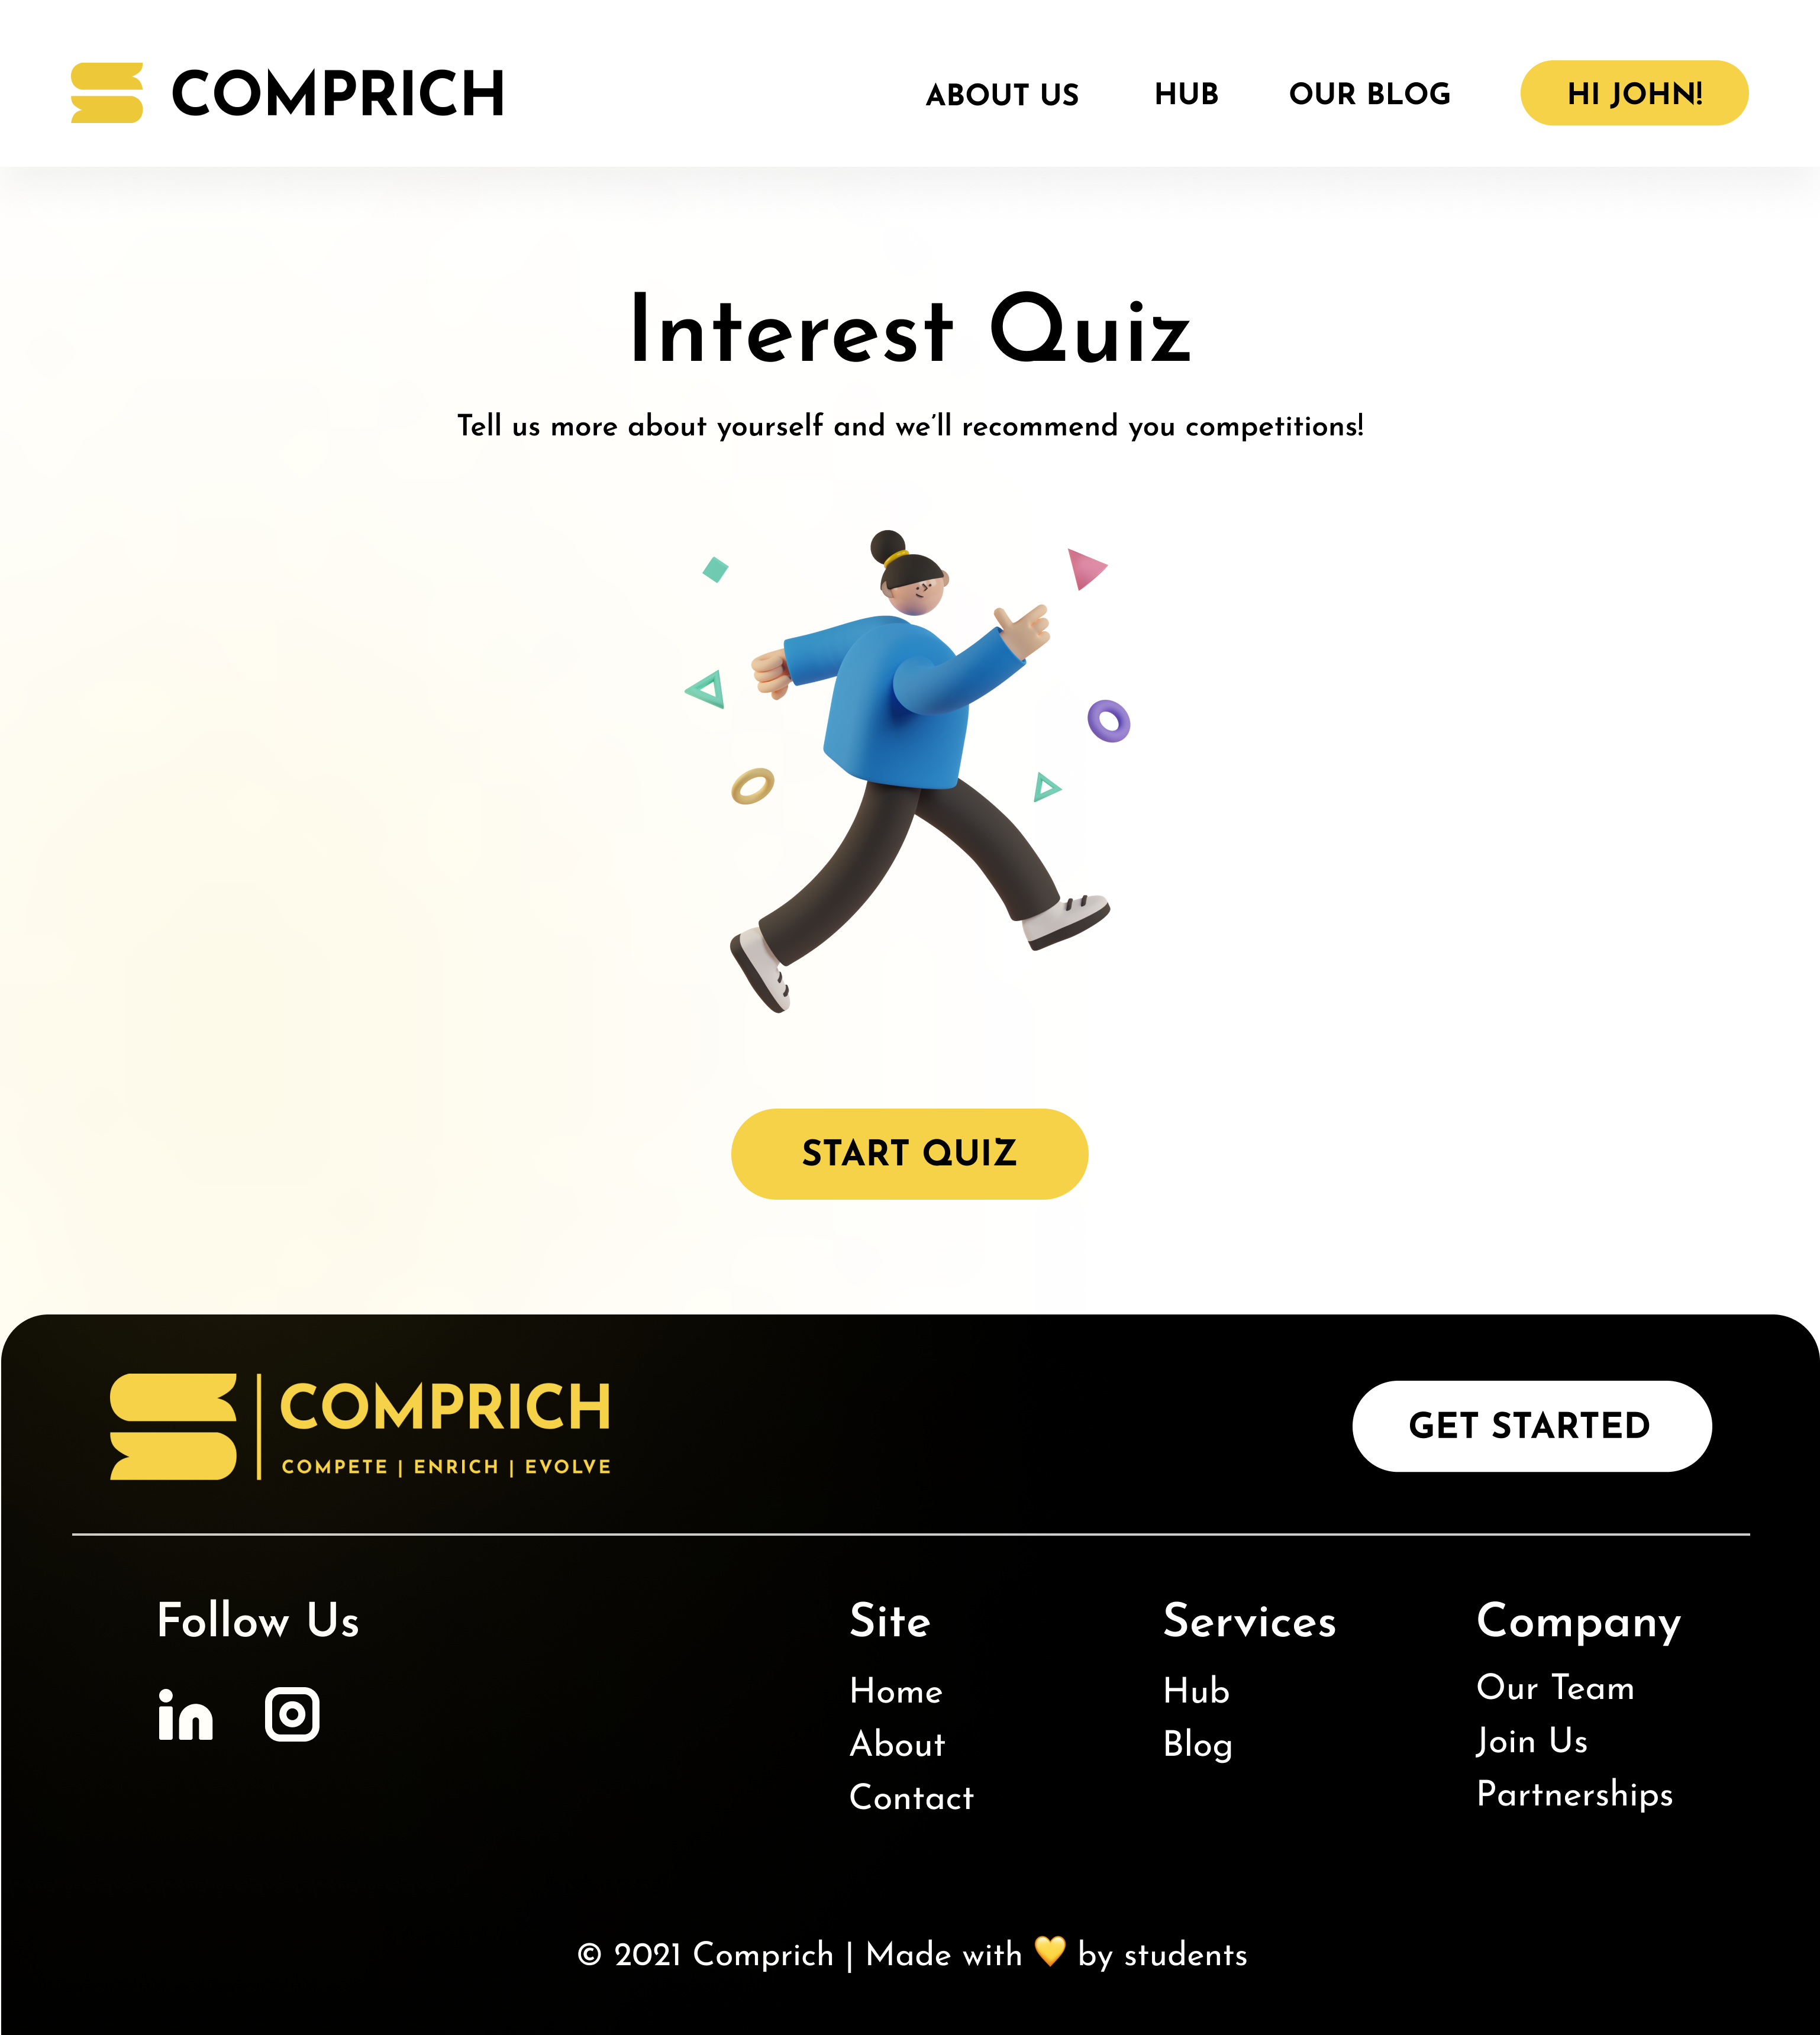 COMPRICH
ABOUT US
HUB
OUR BLOG
HI JOHN!
Interest Quiz
Tell us more about yourself and we'll recommend you competitions!
START QUIZ
COMPRICH
COMPETE | ENRICH | EVOLVE
GET STARTED
Follow Us
Site
Home
About
Contact
Services
Hub
Blog
Company
Our Team
Join Us
Partnerships
© 2021 Comprich | Made with 💛 by students